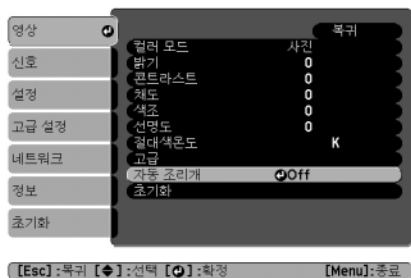 영상
신호
설정
고급 설정
네트워크
정보
초기화
복귀
컬러 모드 사진
밝기 0
콘트라스트 0
채도 0
색조 0
선명도 0
절대색온도 K
고급
자동 조리개 Off
초기화
[Esc] :복귀 [ ] :선택 [ ] :확정 [Menu]:종료